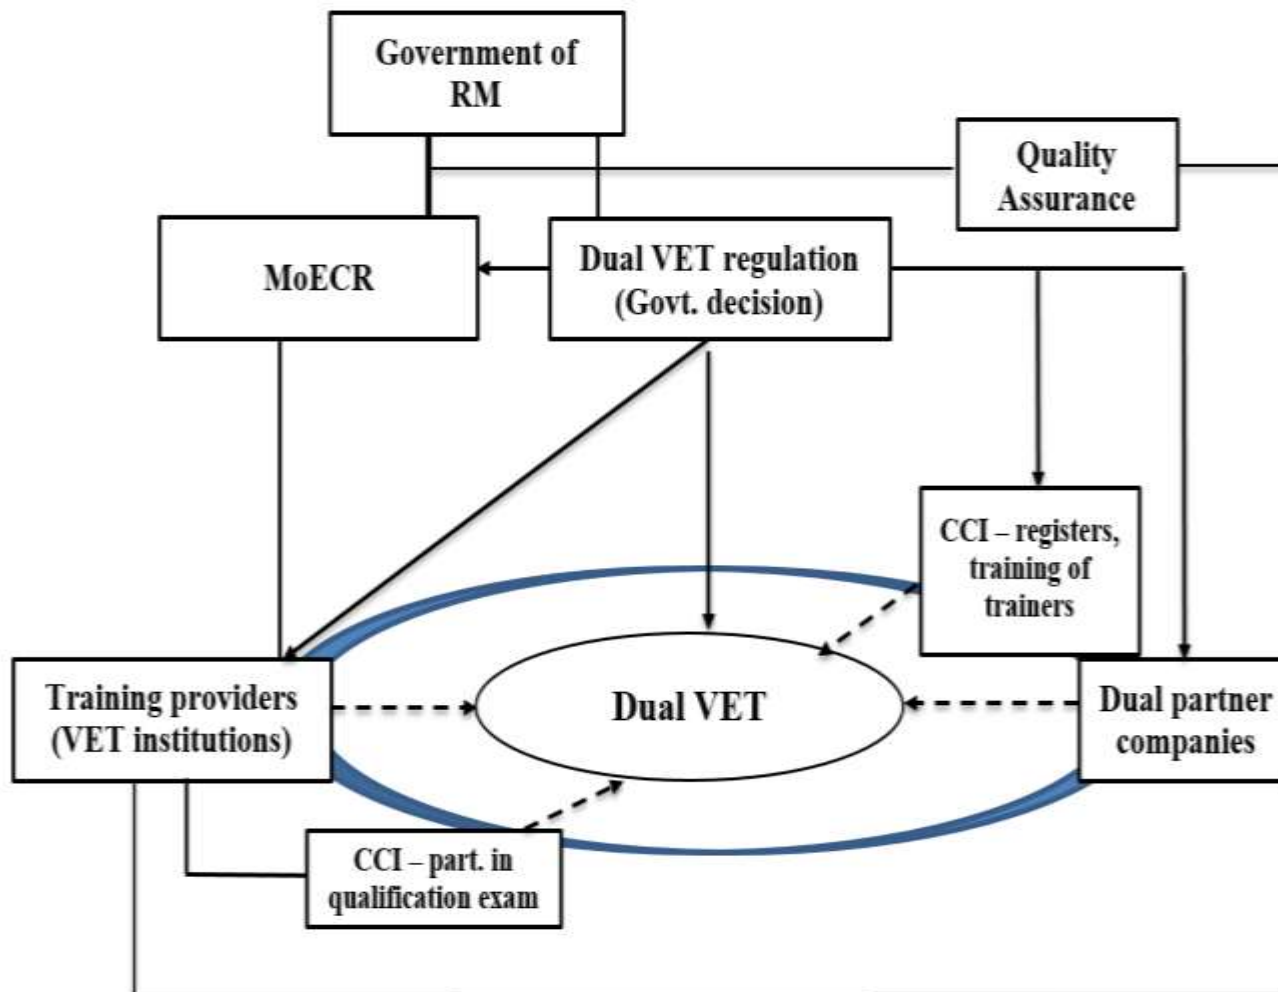 Government of
RM
Quality
Assurance
MoECR
Dual VET regulation
(Govt. decision)
CCI – registers,
training of
trainers
Training providers
(VET institutions)
Dual VET
Dual partner
companies
CCI – part. in
qualification exam